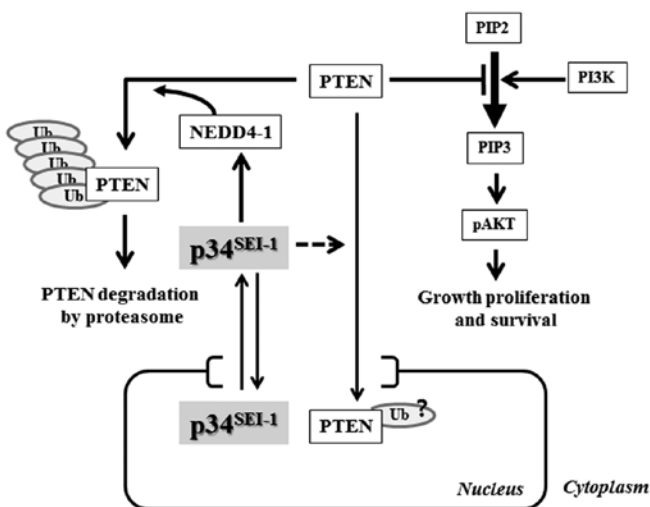 PIP2
PTEN
PI3K
NEDD4-1
Ub
Ub
Ub
Ub
Ub
PTEN
PIP3
p34SEI-1
pAKT
PTEN degradation
by proteasome
Growth proliferation
and survival
p34SEI-1
PTEN
Ub
?
Nucleus
Cytoplasm